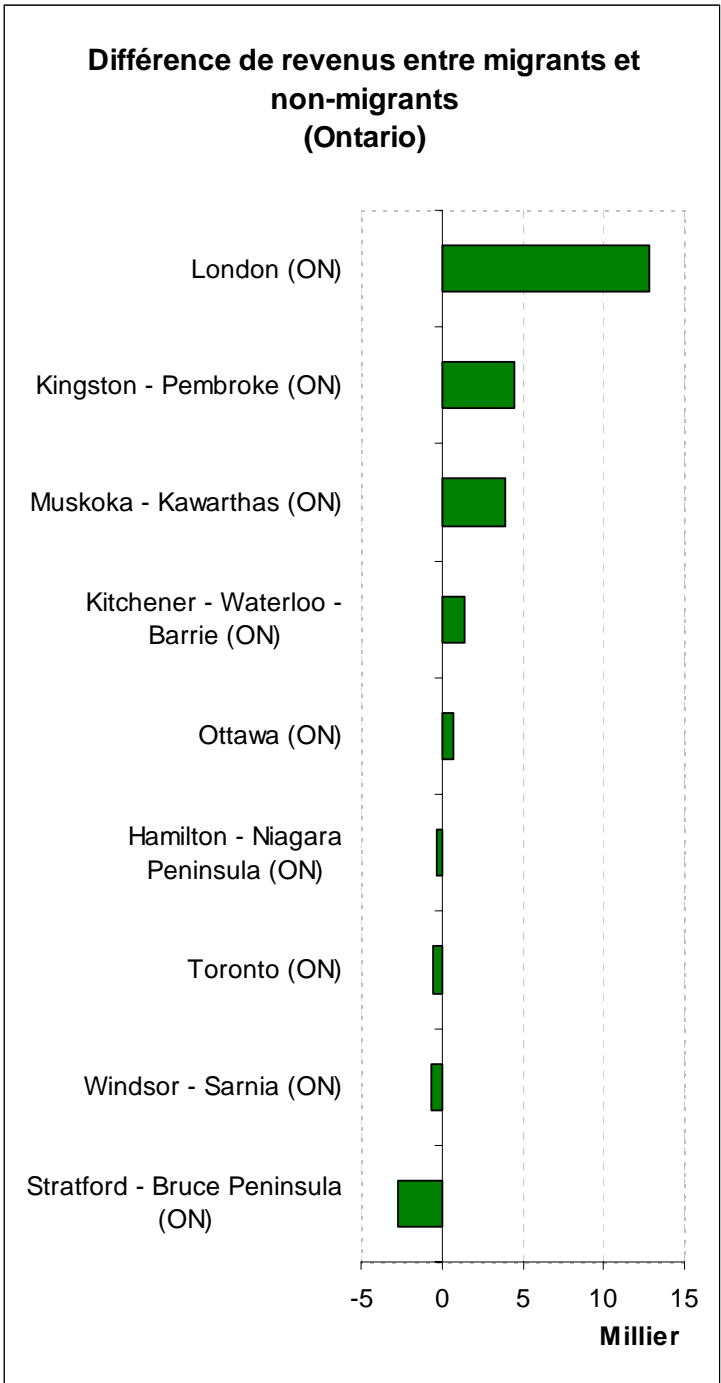 Différence de revenus entre migrants et
non-migrants
(Ontario)
London (ON)
Kingston - Pembroke (ON)
Muskoka - Kawarthas (ON)
Kitchener - Waterloo -
Barrie (ON)
Ottawa (ON)
Hamilton - Niagara
Peninsula (ON)
Toronto (ON)
Windsor - Sarnia (ON)
Stratford - Bruce Peninsula
(ON)
-5 0 5 10 15
Millier